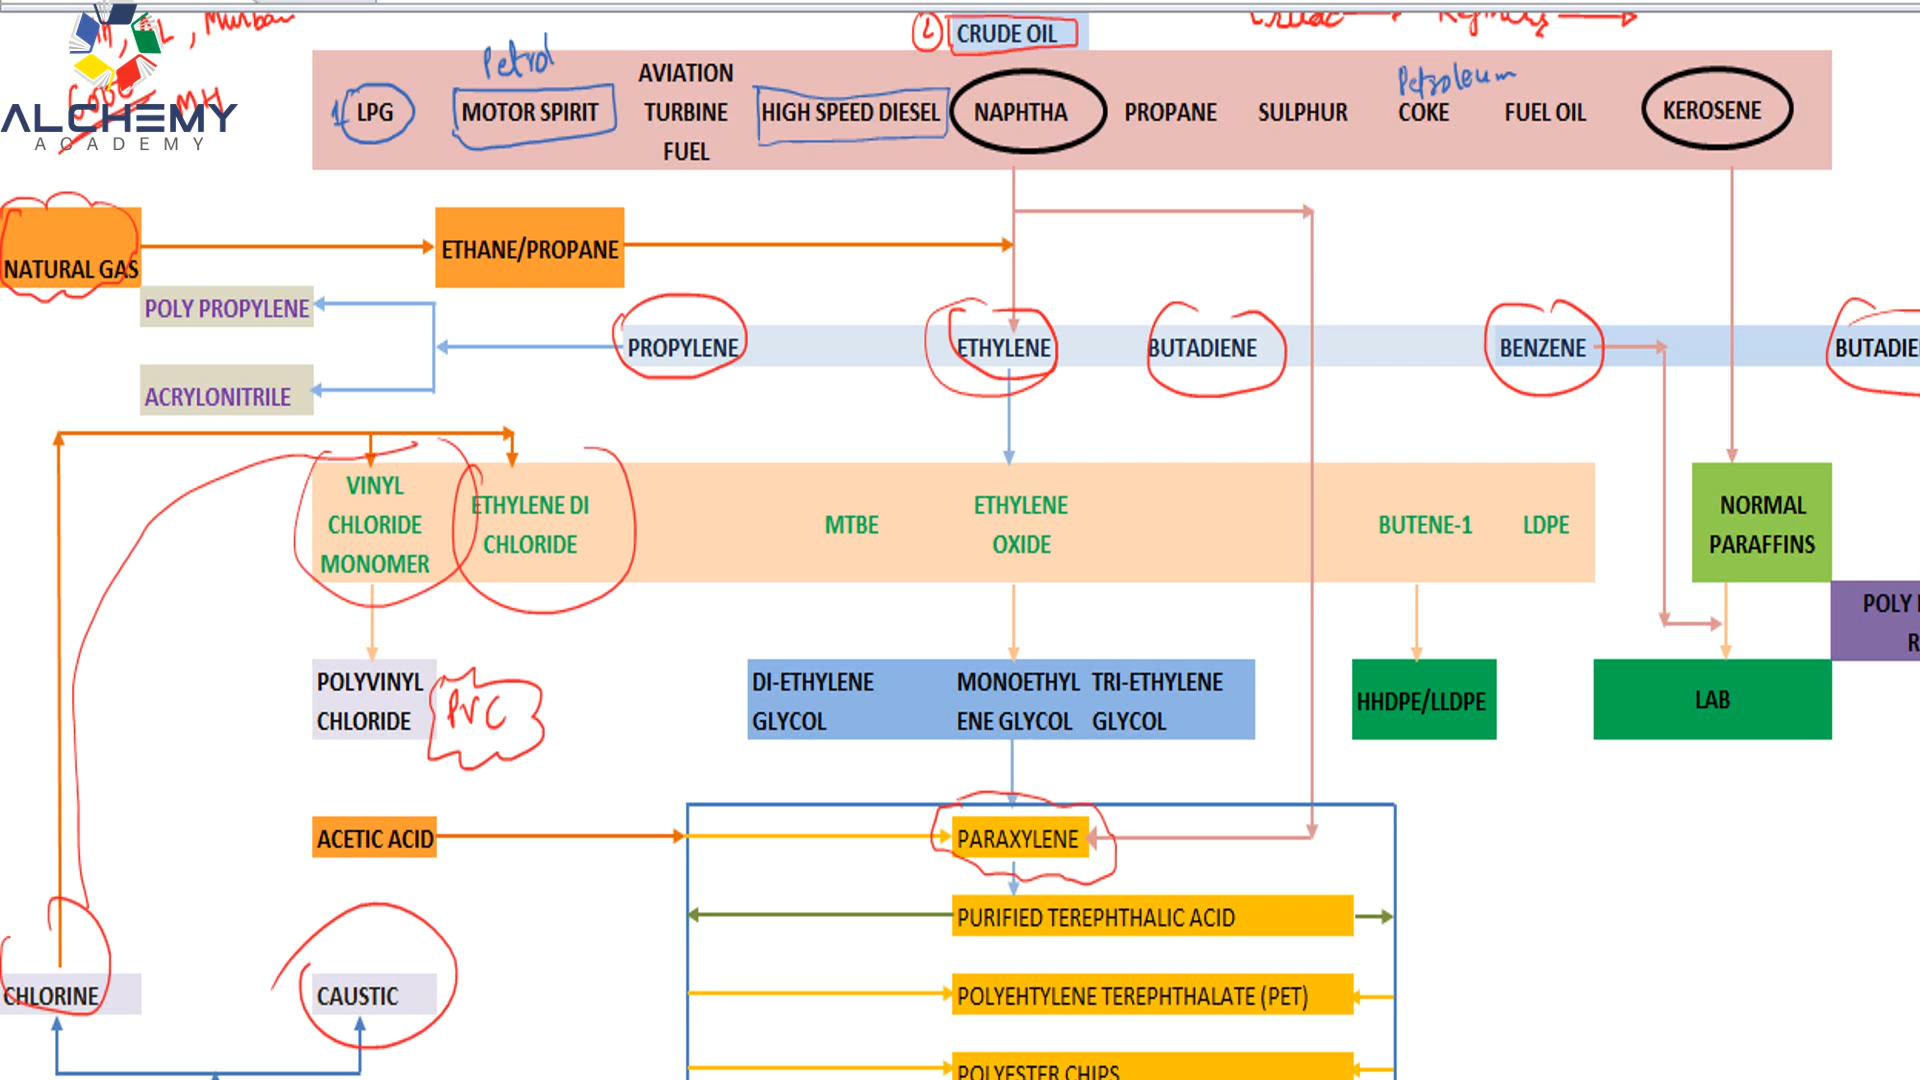 CRUDE OIL
Petrol
Petroleum
LPG
MOTOR SPIRIT
AVIATION
TURBINE
FUEL
HIGH SPEED DIESEL
NAPHTHA
PROPANE
SULPHUR
COKE
FUEL OIL
KEROSENE
ALCHEMY
ACADEMY
NATURAL GAS
ETHANE/PROPANE
POLY PROPYLENE
PROPYLENE
ETHYLENE
BUTADIENE
BENZENE
BUTADIE
ACRYLONITRILE
VINYL
CHLORIDE
MONOMER
ETHYLENE DI
CHLORIDE
MTBE
ETHYLENE
OXIDE
BUTENE-1
LDPE
NORMAL
PARAFFINS
POLY
R
POLYVINYL
CHLORIDE
PVC
DI-ETHYLENE
GLYCOL
MONOETHYL
ENE GLYCOL
TRI-ETHYLENE
GLYCOL
HHDPE/LLDPE
LAB
ACETIC ACID
PARAXYLENE
PURIFIED TEREPHTHALIC ACID
CHLORINE
CAUSTIC
POLYEHTYLENE TEREPHTHALATE (PET)
POLYESTER CHIPS